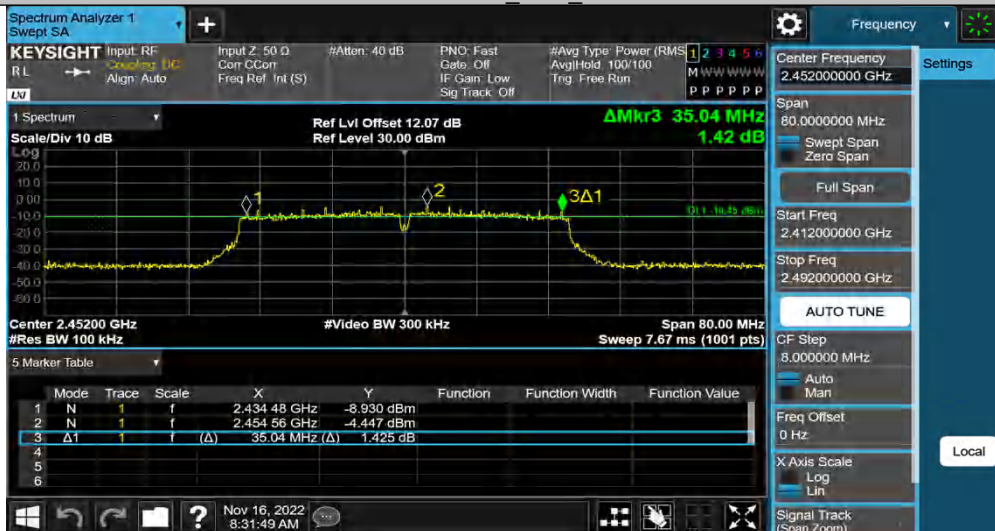 Spectrum Analyzer 1
Swept SA
Frequency
KEYSIGHT
RL
LXI
Input: RF
Coupling: DC
Align: Auto
Input Z: 50 Ω
Corr CCorr
Freq Ref: Int (S)
#Atten: 40 dB
PNO: Fast
Gate: Off
IF Gain: Low
Sig Track: Off
#Avg Type: Power (RMS
Avg|Hold: 100/100
Trig: Free Run
1 2 3 4 5 6
M W W W W W
P P P P P P
1 Spectrum
Scale/Div 10 dB
Ref Lvl Offset 12.07 dB
Ref Level 30.00 dBm
ΔMkr3 35.04 MHz
1.42 dB
Log
20.0
10.0
0.00
-10.0
-20.0
-30.0
-40.0
-50.0
-60.0
1
2
3Δ1
DL1 -10.45 dBm
Center 2.45200 GHz
#Video BW 300 kHz
Span 80.00 MHz
#Res BW 100 kHz
Sweep 7.67 ms (1001 pts)
5 Marker Table
Mode Trace Scale X Y Function Function Width Function Value
1 N 1 f 2.434 48 GHz -8.930 dBm
2 N 1 f 2.454 56 GHz -4.447 dBm
3 Δ1 1 f (Δ) 35.04 MHz (Δ) 1.425 dB
4
5
6
?
Nov 16, 2022
8:31:49 AM
Center Frequency
2.452000000 GHz
Span
80.0000000 MHz
Swept Span
Zero Span
Full Span
Start Freq
2.412000000 GHz
Stop Freq
2.492000000 GHz
AUTO TUNE
CF Step
8.000000 MHz
Auto
Man
Freq Offset
0 Hz
X Axis Scale
Log
Lin
Signal Track
(Span Zoom)
Settings
Local